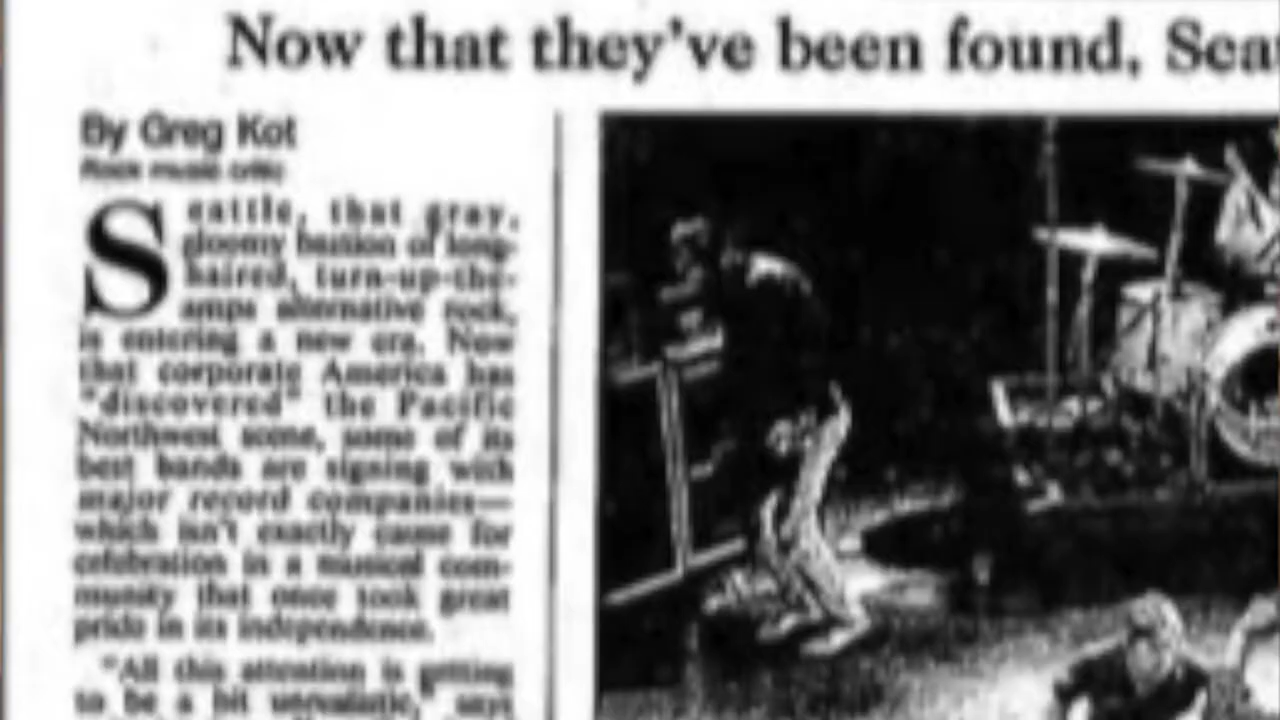 Now that they've been found, Sea
By Greg Kot
Rock music critic
Seattle, that gray,
gloomy bastion of long-
haired, turn-up-the-
amps alternative rock,
is entering a new era. Now
that corporate America has
"discovered" the Pacific
Northwest scene, some of its
best bands are signing with
major record companies—
which isn't exactly cause for
celebration in a musical com-
munity that once took great
pride in its independence.
"All this attention is getting
to be a bit unrealistic," says